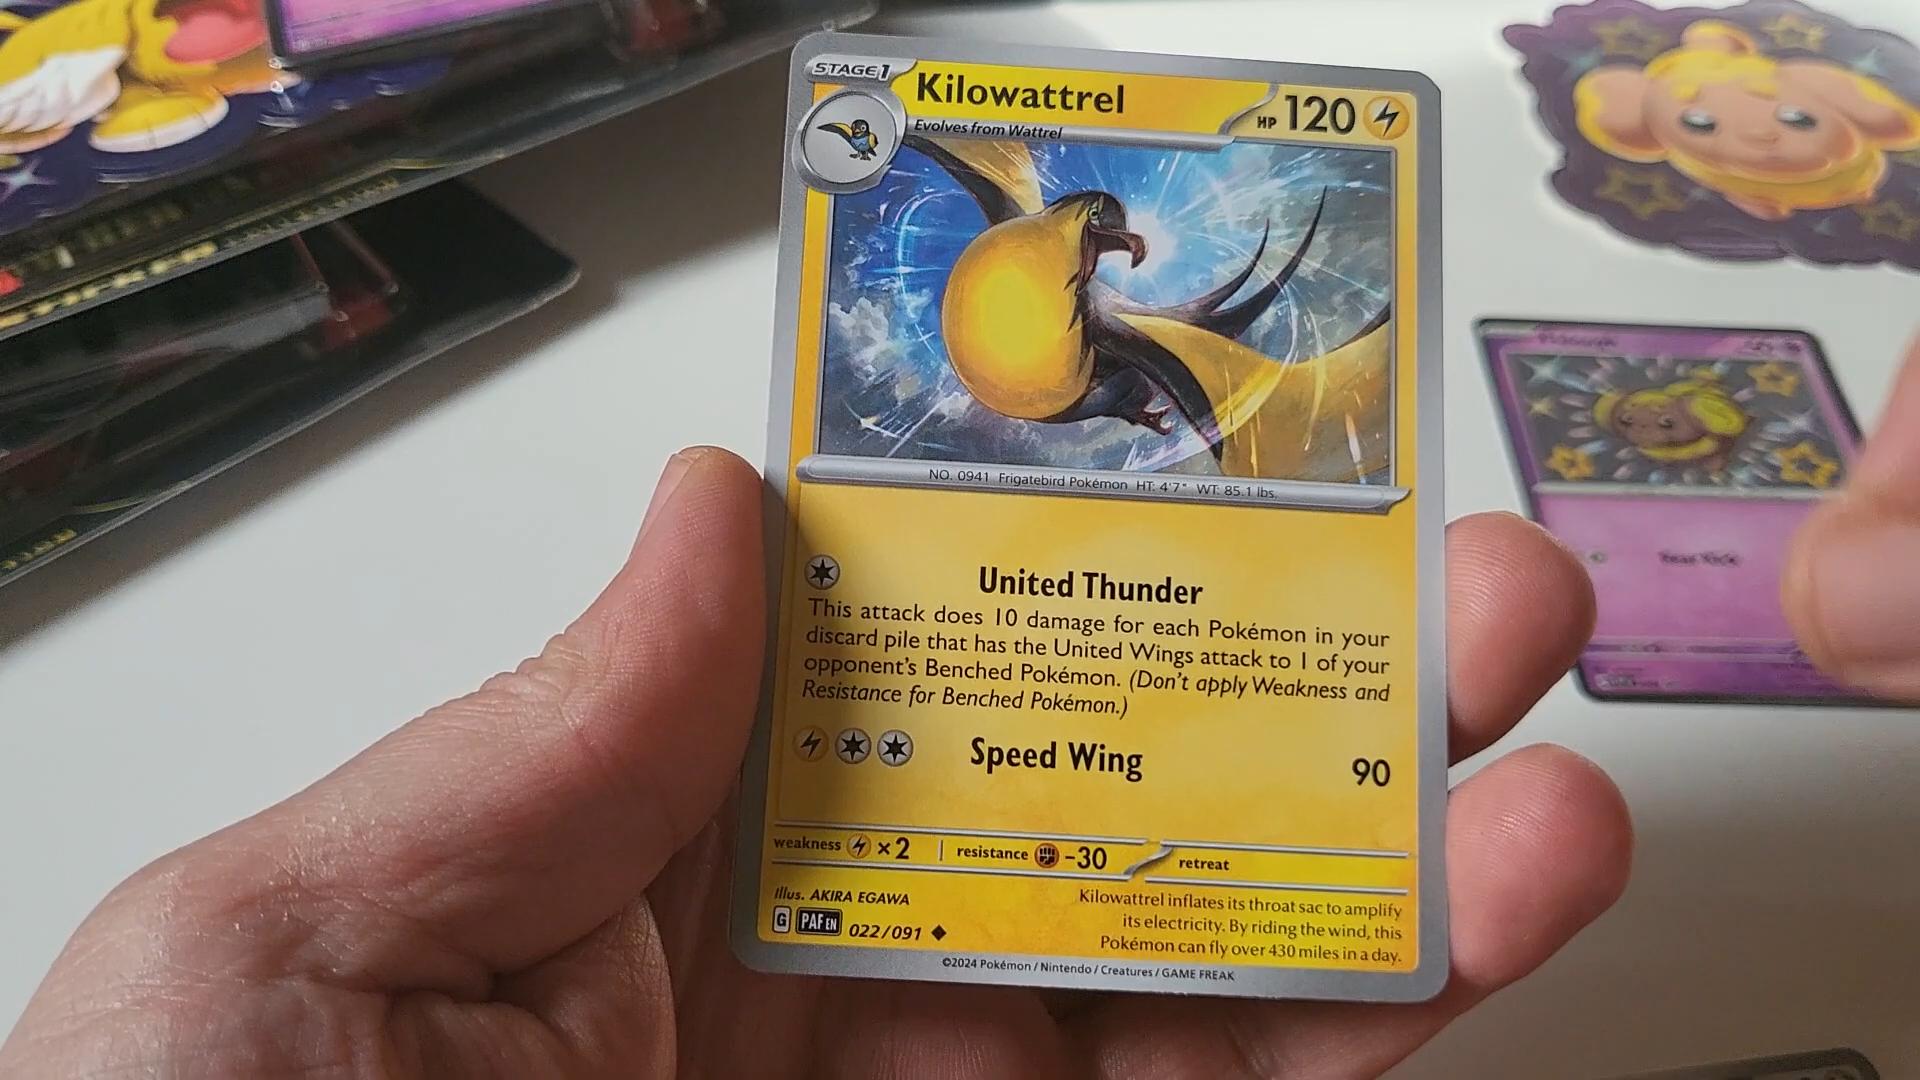 STAGE 1
Kilowattrel
HP 120
Evolves from Wattrel
NO. 0941 Frigatebird Pokémon HT: 4'7" WT: 85.1 lbs.
United Thunder
This attack does 10 damage for each Pokémon in your
discard pile that has the United Wings attack to 1 of your
opponent's Benched Pokémon. (Don't apply Weakness and
Resistance for Benched Pokémon.)
Speed Wing 90
weakness ×2 resistance -30 retreat
Illus. AKIRA EGAWA
G PAF EN 022/091
Kilowattrel inflates its throat sac to amplify
its electricity. By riding the wind, this
Pokémon can fly over 430 miles in a day.
©2024 Pokémon / Nintendo / Creatures / GAME FREAK
STICKER